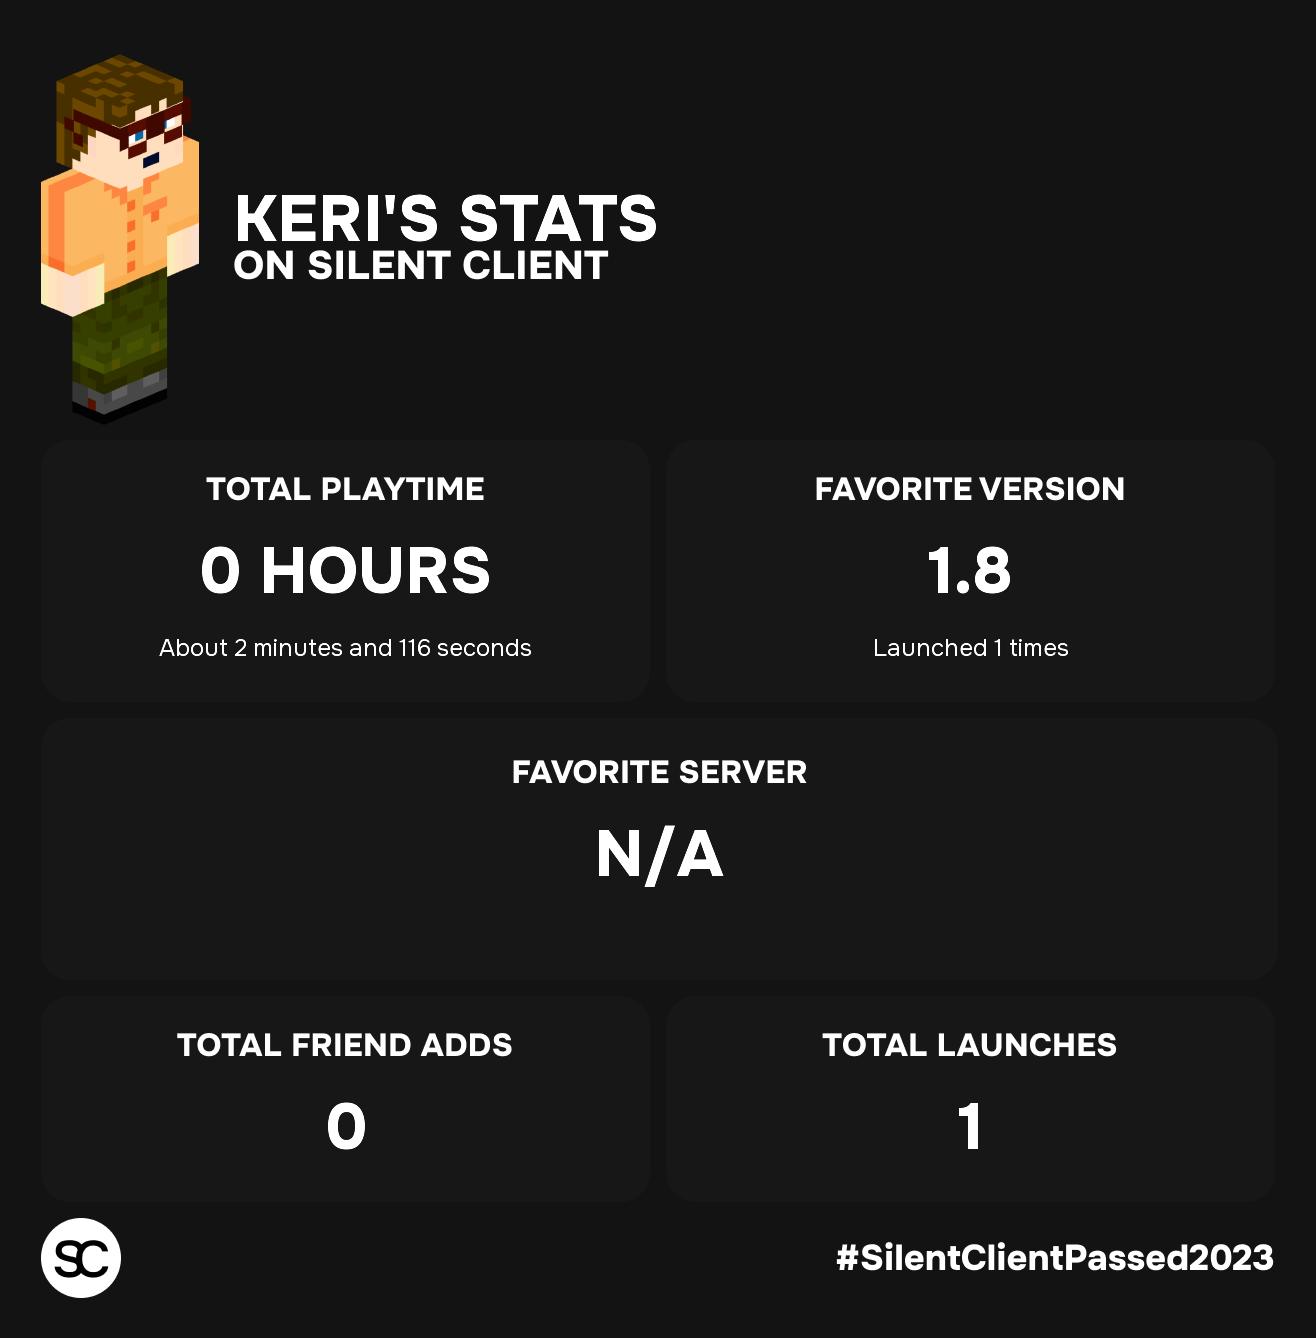 KERI'S STATS
ON SILENT CLIENT
TOTAL PLAYTIME
0 HOURS
About 2 minutes and 116 seconds
FAVORITE VERSION
1.8
Launched 1 times
FAVORITE SERVER
N/A
TOTAL FRIEND ADDS
0
TOTAL LAUNCHES
1
SC
#SilentClientPassed2023